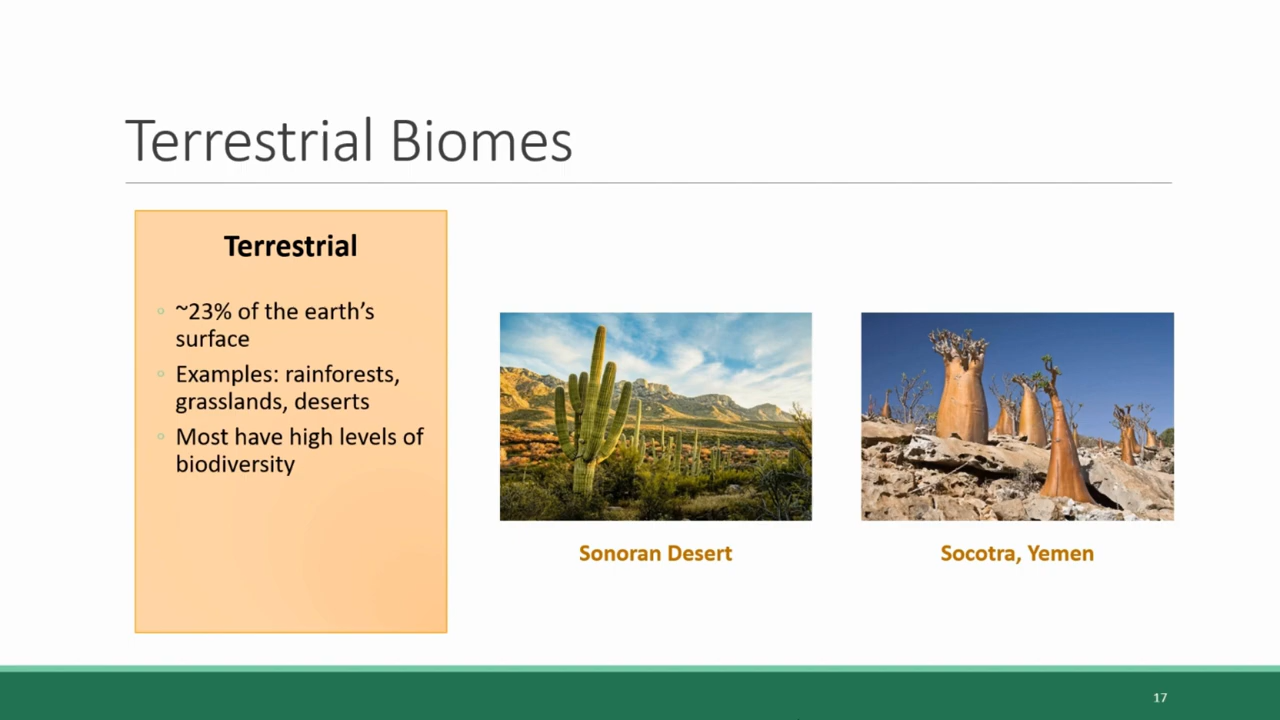 Terrestrial Biomes
Terrestrial
~23% of the earth's
surface
Examples: rainforests,
grasslands, deserts
Most have high levels of
biodiversity
Sonoran Desert
Socotra, Yemen
17